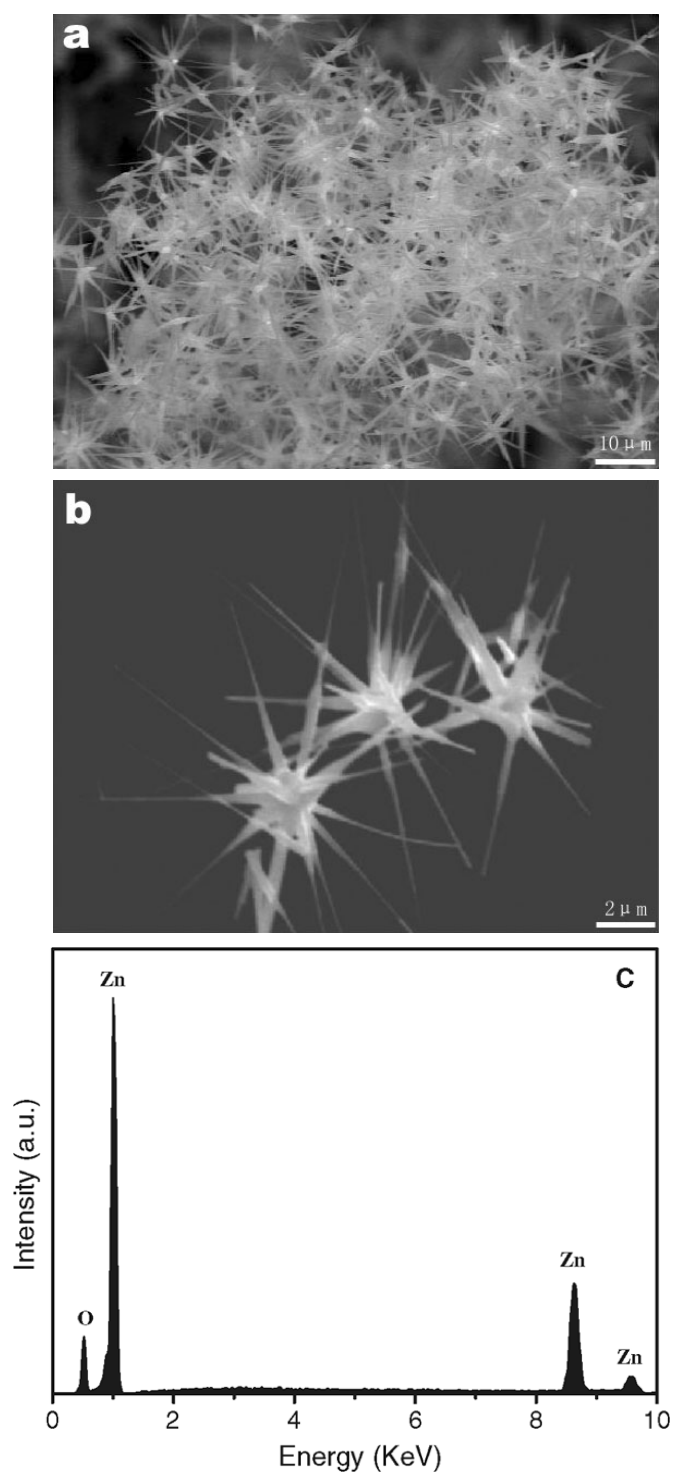 a
10 μm
b
2 μm
C
Zn
O
Zn
Zn
Intensity (a.u.)
0 2 4 6 8 10
Energy (KeV)